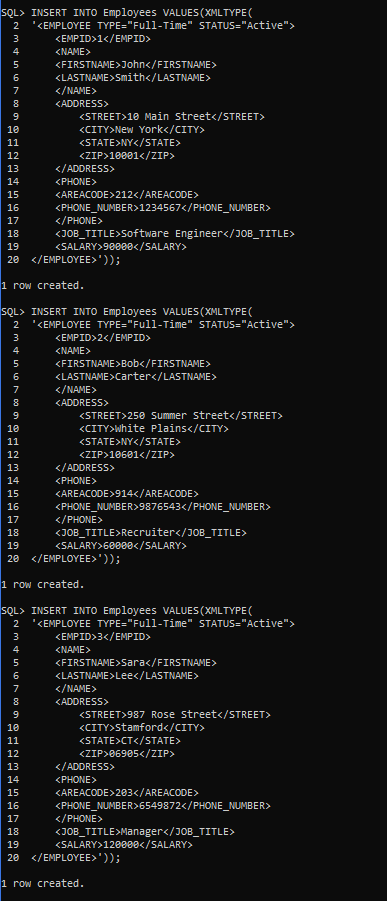 SQL> INSERT INTO Employees VALUES(XMLTYPE(
  2  '<EMPLOYEE TYPE="Full-Time" STATUS="Active">
  3      <EMPID>1</EMPID>
  4      <NAME>
  5      <FIRSTNAME>John</FIRSTNAME>
  6      <LASTNAME>Smith</LASTNAME>
  7      </NAME>
  8      <ADDRESS>
  9          <STREET>10 Main Street</STREET>
 10          <CITY>New York</CITY>
 11          <STATE>NY</STATE>
 12          <ZIP>10001</ZIP>
 13      </ADDRESS>
 14      <PHONE>
 15      <AREACODE>212</AREACODE>
 16      <PHONE_NUMBER>1234567</PHONE_NUMBER>
 17      </PHONE>
 18      <JOB_TITLE>Software Engineer</JOB_TITLE>
 19      <SALARY>90000</SALARY>
 20  </EMPLOYEE>'));

1 row created.

SQL> INSERT INTO Employees VALUES(XMLTYPE(
  2  '<EMPLOYEE TYPE="Full-Time" STATUS="Active">
  3      <EMPID>2</EMPID>
  4      <NAME>
  5      <FIRSTNAME>Bob</FIRSTNAME>
  6      <LASTNAME>Carter</LASTNAME>
  7      </NAME>
  8      <ADDRESS>
  9          <STREET>250 Summer Street</STREET>
 10          <CITY>White Plains</CITY>
 11          <STATE>NY</STATE>
 12          <ZIP>10601</ZIP>
 13      </ADDRESS>
 14      <PHONE>
 15      <AREACODE>914</AREACODE>
 16      <PHONE_NUMBER>9876543</PHONE_NUMBER>
 17      </PHONE>
 18      <JOB_TITLE>Recruiter</JOB_TITLE>
 19      <SALARY>60000</SALARY>
 20  </EMPLOYEE>'));

1 row created.

SQL> INSERT INTO Employees VALUES(XMLTYPE(
  2  '<EMPLOYEE TYPE="Full-Time" STATUS="Active">
  3      <EMPID>3</EMPID>
  4      <NAME>
  5      <FIRSTNAME>Sara</FIRSTNAME>
  6      <LASTNAME>Lee</LASTNAME>
  7      </NAME>
  8      <ADDRESS>
  9          <STREET>987 Rose Street</STREET>
 10          <CITY>Stamford</CITY>
 11          <STATE>CT</STATE>
 12          <ZIP>06905</ZIP>
 13      </ADDRESS>
 14      <PHONE>
 15      <AREACODE>203</AREACODE>
 16      <PHONE_NUMBER>6549872</PHONE_NUMBER>
 17      </PHONE>
 18      <JOB_TITLE>Manager</JOB_TITLE>
 19      <SALARY>120000</SALARY>
 20  </EMPLOYEE>'));

1 row created.